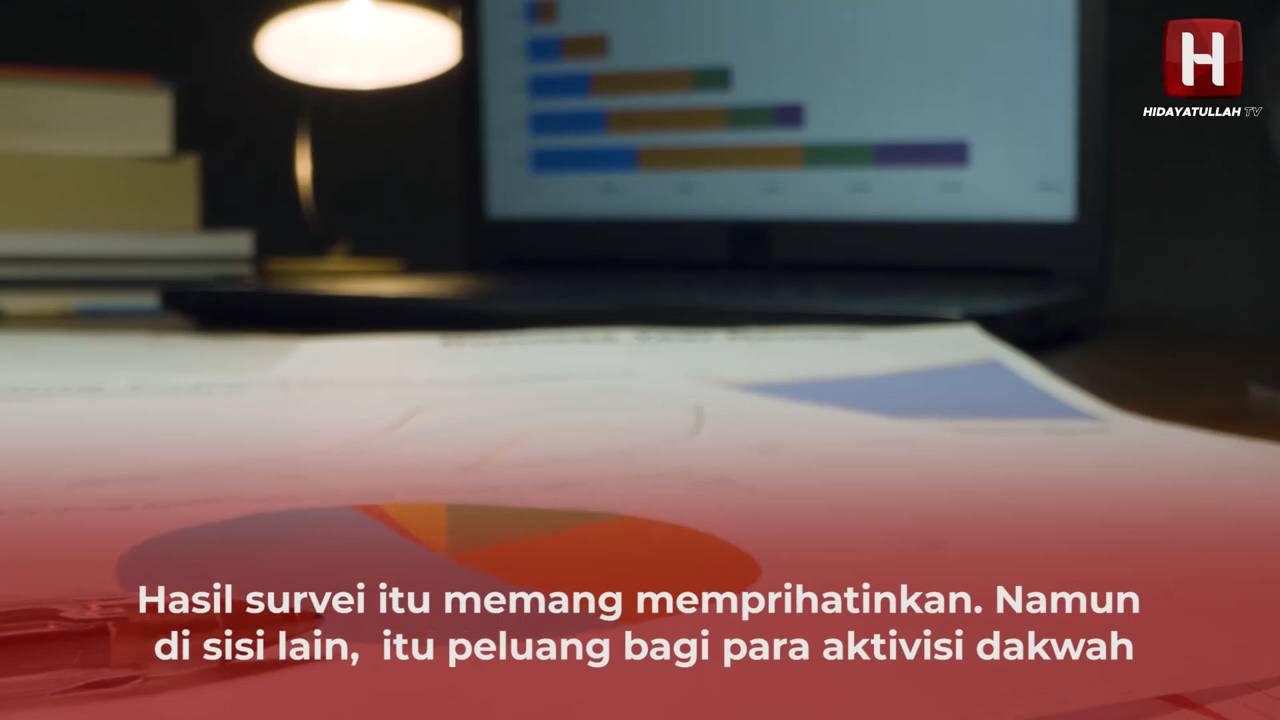 H
HIDAYATULLAH TV
Hasil survei itu memang memprihatinkan. Namun
di sisi lain, itu peluang bagi para aktivisi dakwah